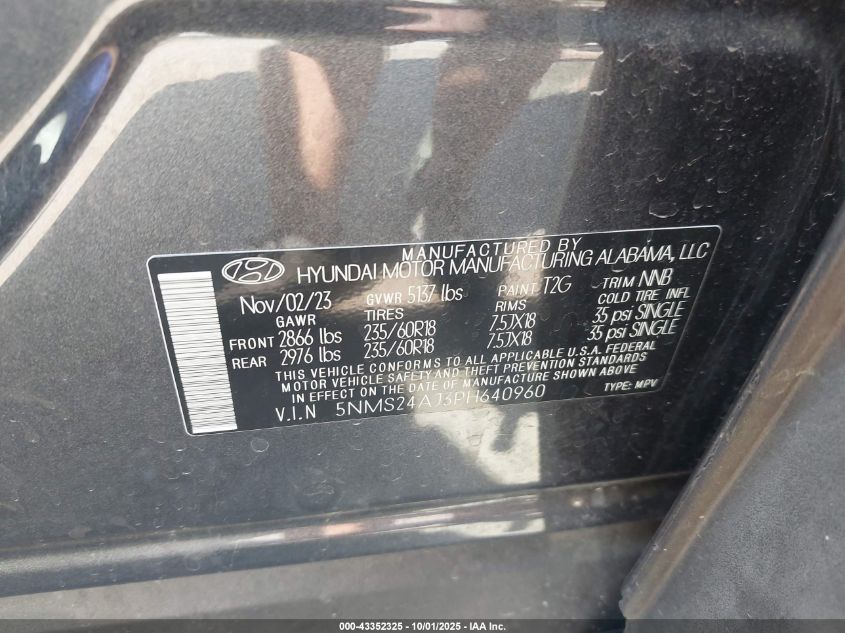 MANUFACTURED BY
HYUNDAI MOTOR MANUFACTURING ALABAMA, LLC
Nov/02/23 GVWR 5137 lbs PAINT T2G TRIM NNB
GAWR TIRES RIMS COLD TIRE INFL
FRONT 2866 lbs 235/60R18 7.5JX18 35 psi SINGLE
REAR 2976 lbs 235/60R18 7.5JX18 35 psi SINGLE
THIS VEHICLE CONFORMS TO ALL APPLICABLE U.S.A. FEDERAL
MOTOR VEHICLE SAFETY AND THEFT PREVENTION STANDARDS
IN EFFECT ON THE DATE OF MANUFACTURE SHOWN ABOVE
V.I.N 5NMS24AJ3PH640960 TYPE: MPV
000-43352325 - 10/01/2025 - IAA Inc.